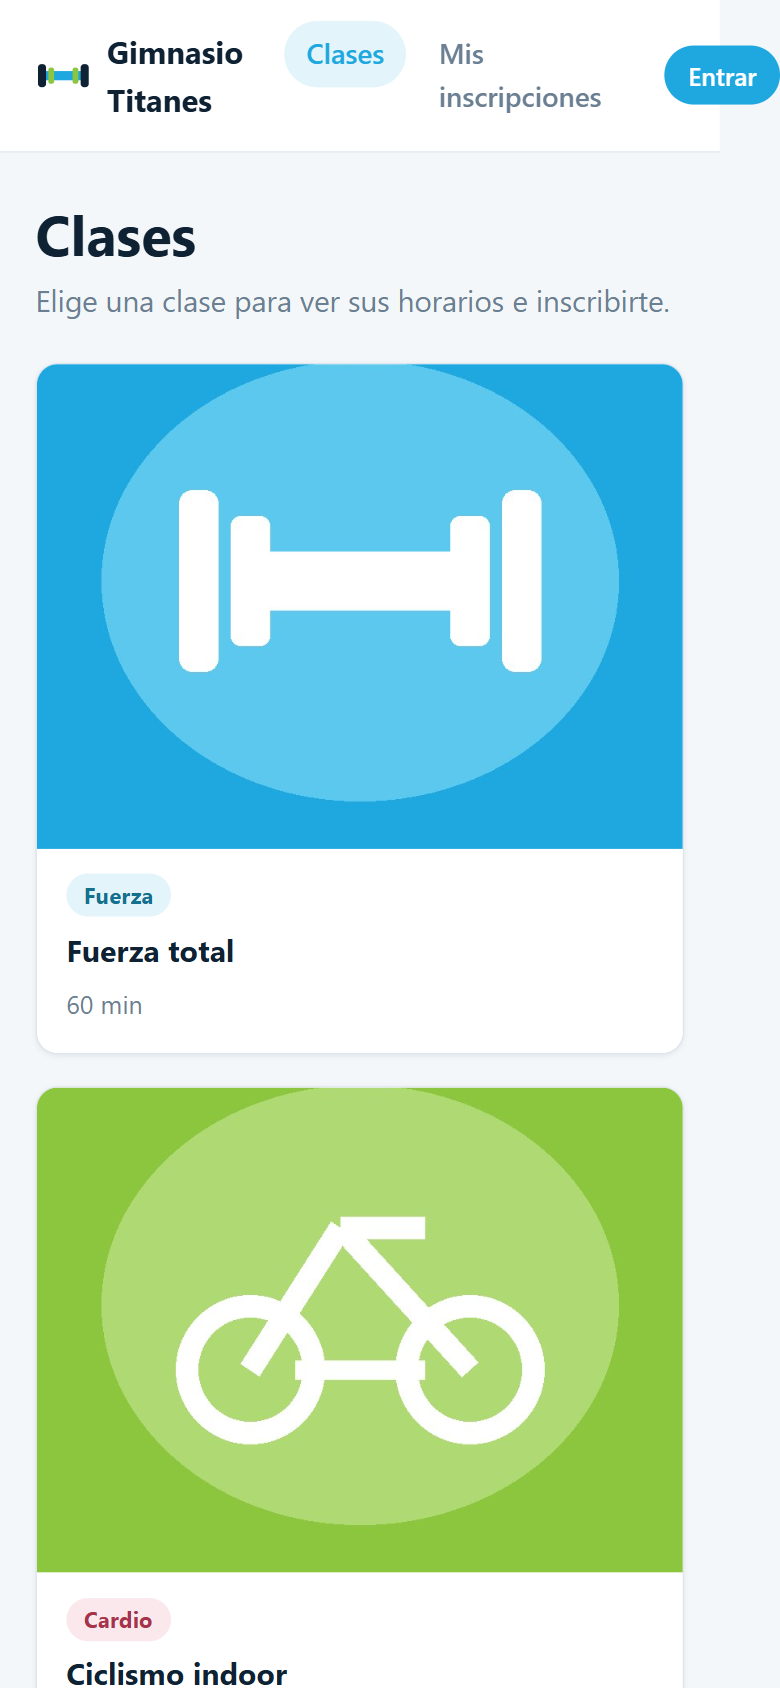 Gimnasio
Titanes
Clases
Mis
inscripciones
Entrar
Clases
Elige una clase para ver sus horarios e inscribirte.
Fuerza
Fuerza total
60 min
Cardio
Ciclismo indoor